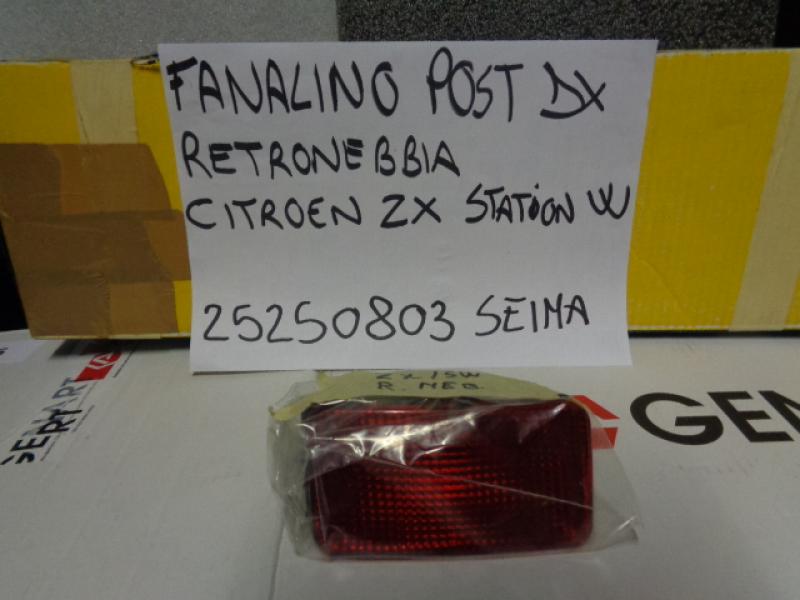 FANALINO POST DX
RETRONEBBIA
CITROEN ZX STATION W
25250803 SEIMA
ZX/SW
R. NEB.
GEN